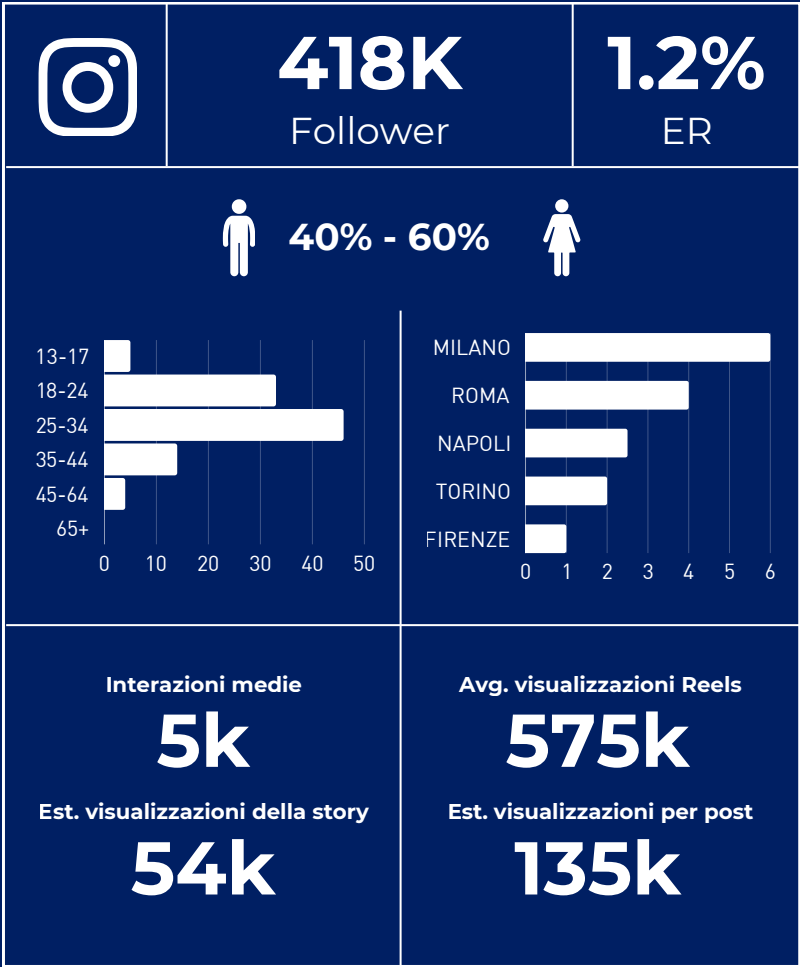 418K
Follower
1.2%
ER
40% - 60%
13-17
18-24
25-34
35-44
45-64
65+
0 10 20 30 40 50
MILANO
ROMA
NAPOLI
TORINO
FIRENZE
0 1 2 3 4 5 6
Interazioni medie
5k
Est. visualizzazioni della story
54k
Avg. visualizzazioni Reels
575k
Est. visualizzazioni per post
135k